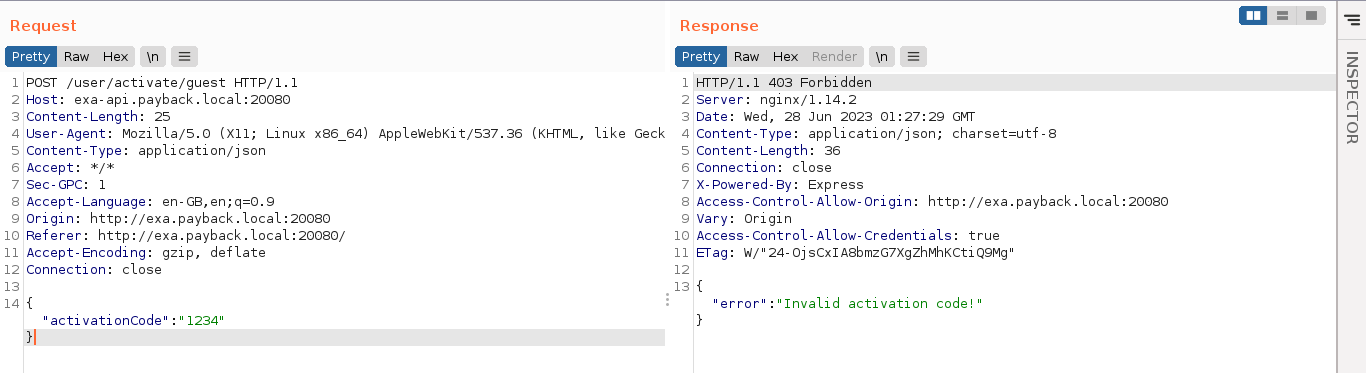 Request
Pretty Raw Hex \n
1 POST /user/activate/guest HTTP/1.1
2 Host: exa-api.payback.local:20080
3 Content-Length: 25
4 User-Agent: Mozilla/5.0 (X11; Linux x86_64) AppleWebKit/537.36 (KHTML, like Geck
5 Content-Type: application/json
6 Accept: */*
7 Sec-GPC: 1
8 Accept-Language: en-GB,en;q=0.9
9 Origin: http://exa.payback.local:20080
10 Referer: http://exa.payback.local:20080/
11 Accept-Encoding: gzip, deflate
12 Connection: close
13
14 {
"activationCode":"1234"
}
Response
Pretty Raw Hex Render \n
1 HTTP/1.1 403 Forbidden
2 Server: nginx/1.14.2
3 Date: Wed, 28 Jun 2023 01:27:29 GMT
4 Content-Type: application/json; charset=utf-8
5 Content-Length: 36
6 Connection: close
7 X-Powered-By: Express
8 Access-Control-Allow-Origin: http://exa.payback.local:20080
9 Vary: Origin
10 Access-Control-Allow-Credentials: true
11 ETag: W/"24-OjsCxIA8bmzG7XgZhMhKCtiQ9Mg"
12
13 {
"error":"Invalid activation code!"
}
INSPECTOR